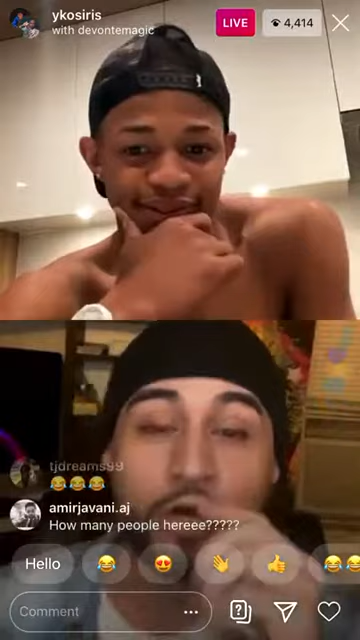 ykosiris
with devontemagic
LIVE
4,414
tjdreams99
😂😂😂
amirjavani.aj
How many people hereee?????
Hello
😂
😍
👋
👍
😂😂
Comment